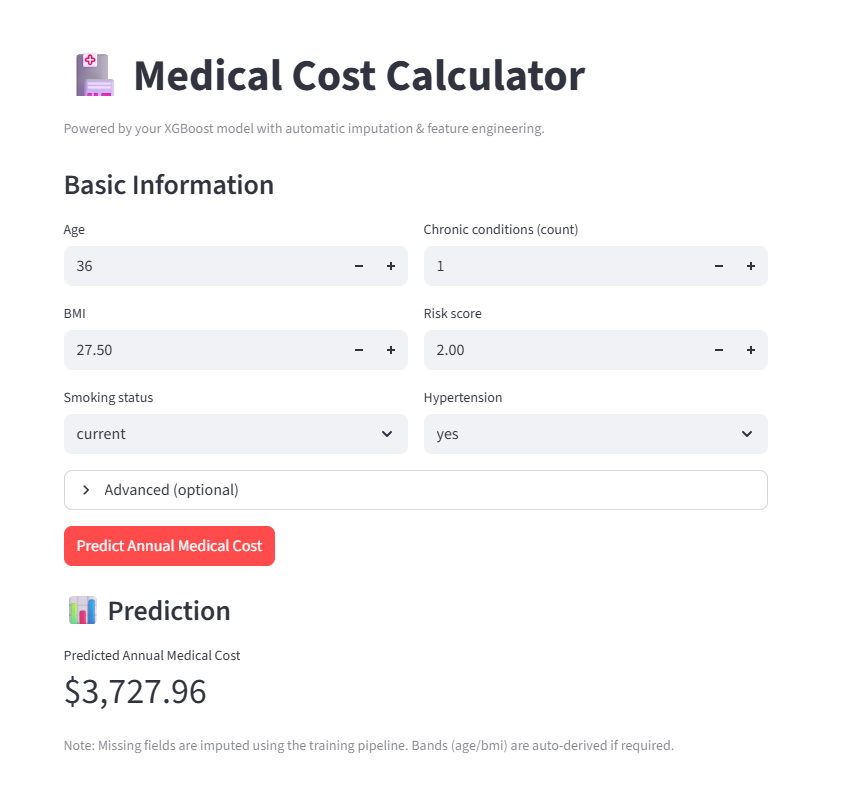 Medical Cost Calculator
Powered by your XGBoost model with automatic imputation & feature engineering.
Basic Information
Age
36
Chronic conditions (count)
1
BMI
27.50
Risk score
2.00
Smoking status
current
Hypertension
yes
Advanced (optional)
Predict Annual Medical Cost
Prediction
Predicted Annual Medical Cost
$3,727.96
Note: Missing fields are imputed using the training pipeline. Bands (age/bmi) are auto-derived if required.